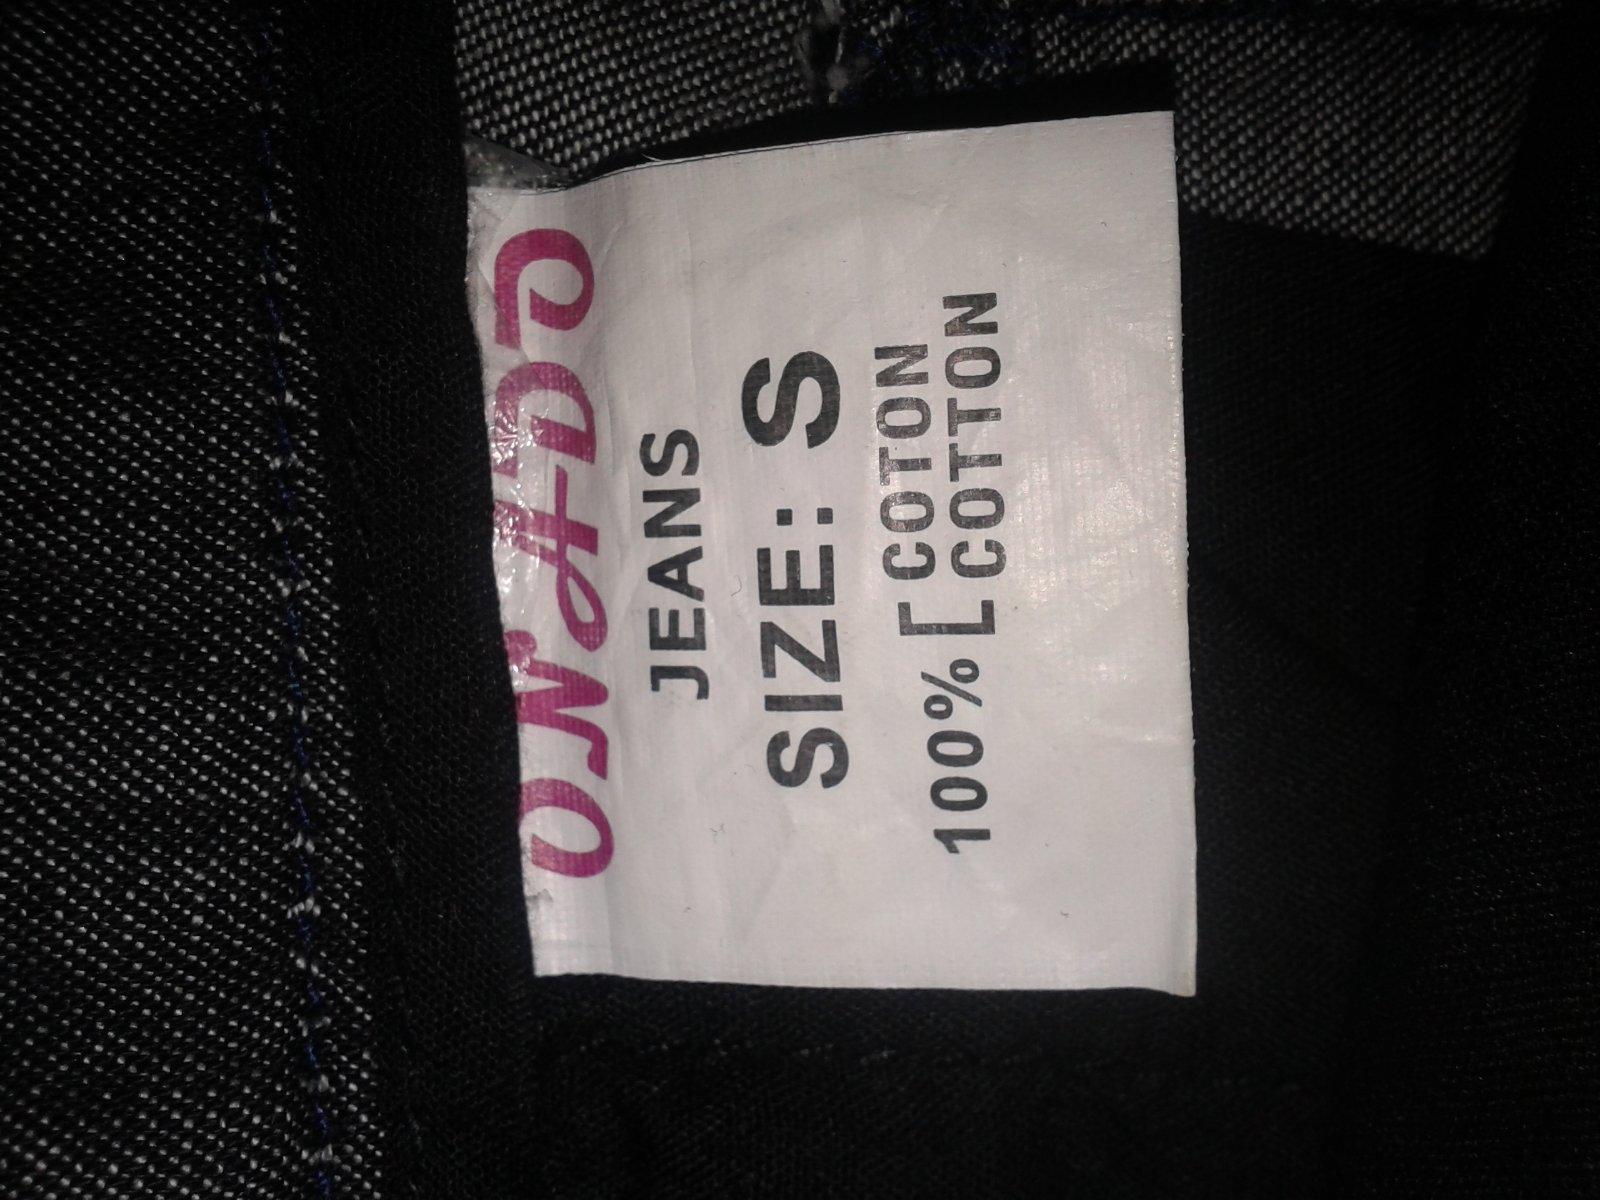 JEANS
SIZE: S
100% [ COTON
COTTON